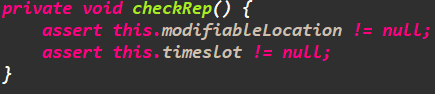 private void checkRep() {
    assert this.modifiableLocation != null;
    assert this.timeslot != null;
}